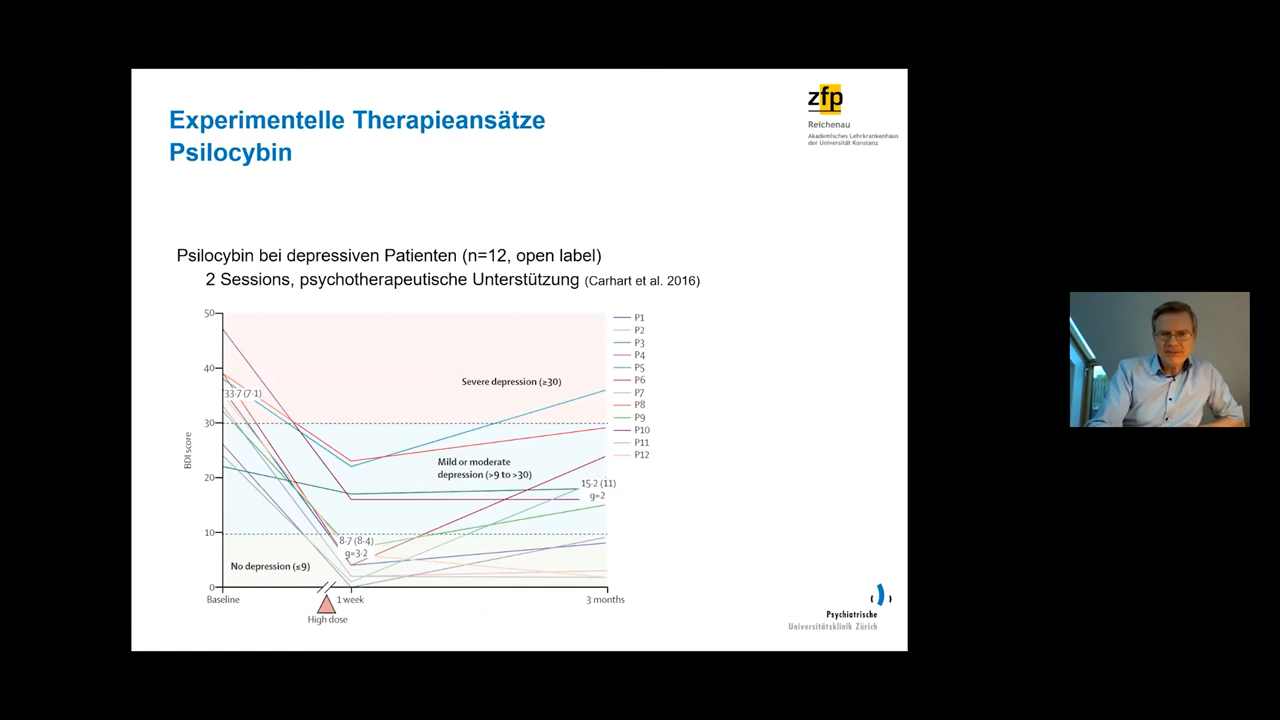 Experimentelle Therapieansätze
Psilocybin
zfp
Reichenau
Akademisches Lehrkrankenhaus
der Universität Konstanz
Psilocybin bei depressiven Patienten (n=12, open label)
2 Sessions, psychotherapeutische Unterstützung (Carhart et al. 2016)
BDI score
50
40
30
20
10
0
33·7 (7·1)
Severe depression (≥30)
Mild or moderate
depression (>9 to >30)
15·2 (11)
g=2
8·7 (8·4)
g=3·2
No depression (≤9)
Baseline
1 week
3 months
High dose
P1
P2
P3
P4
P5
P6
P7
P8
P9
P10
P11
P12
Psychiatrische
Universitätsklinik Zürich